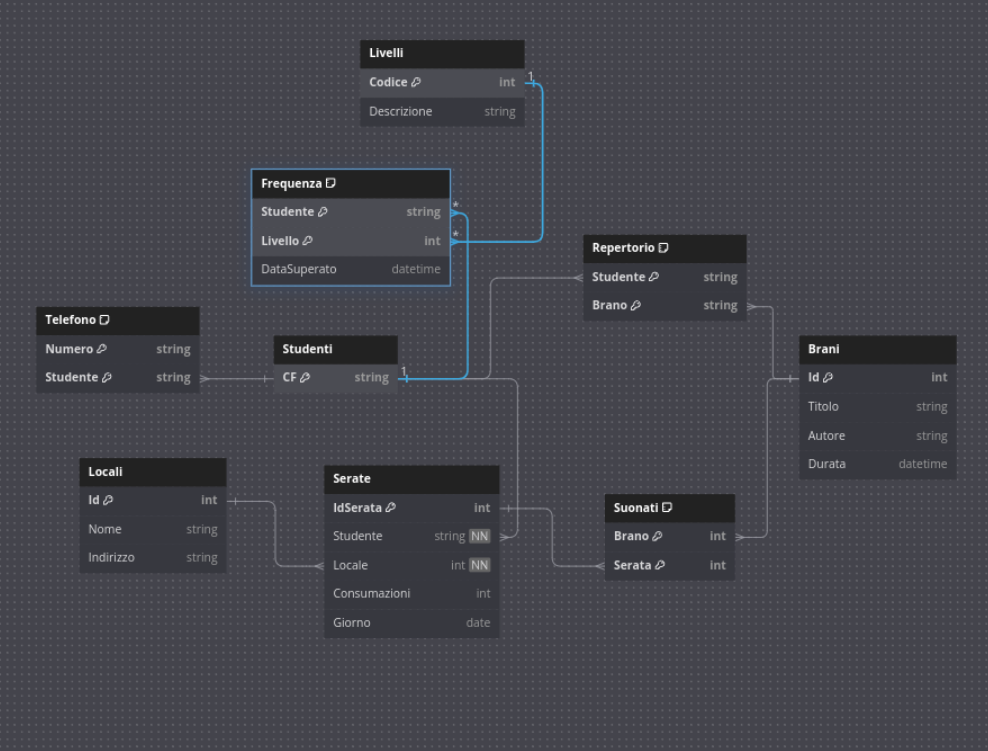 Livelli
Codice int
Descrizione string
1
Frequenza
Studente string
Livello int
DataSuperato datetime
*
*
Repertorio
Studente string
Brano string
Telefono
Numero string
Studente string
Studenti
CF string
1
Brani
Id int
Titolo string
Autore string
Durata datetime
Locali
Id int
Nome string
Indirizzo string
Serate
IdSerata int
Studente string NN
Locale int NN
Consumazioni int
Giorno date
Suonati
Brano int
Serata int